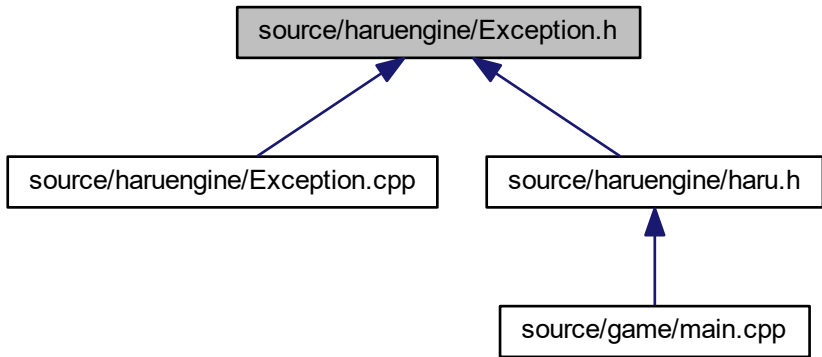 source/haruengine/Exception.h
source/haruengine/Exception.cpp
source/haruengine/haru.h
source/game/main.cpp